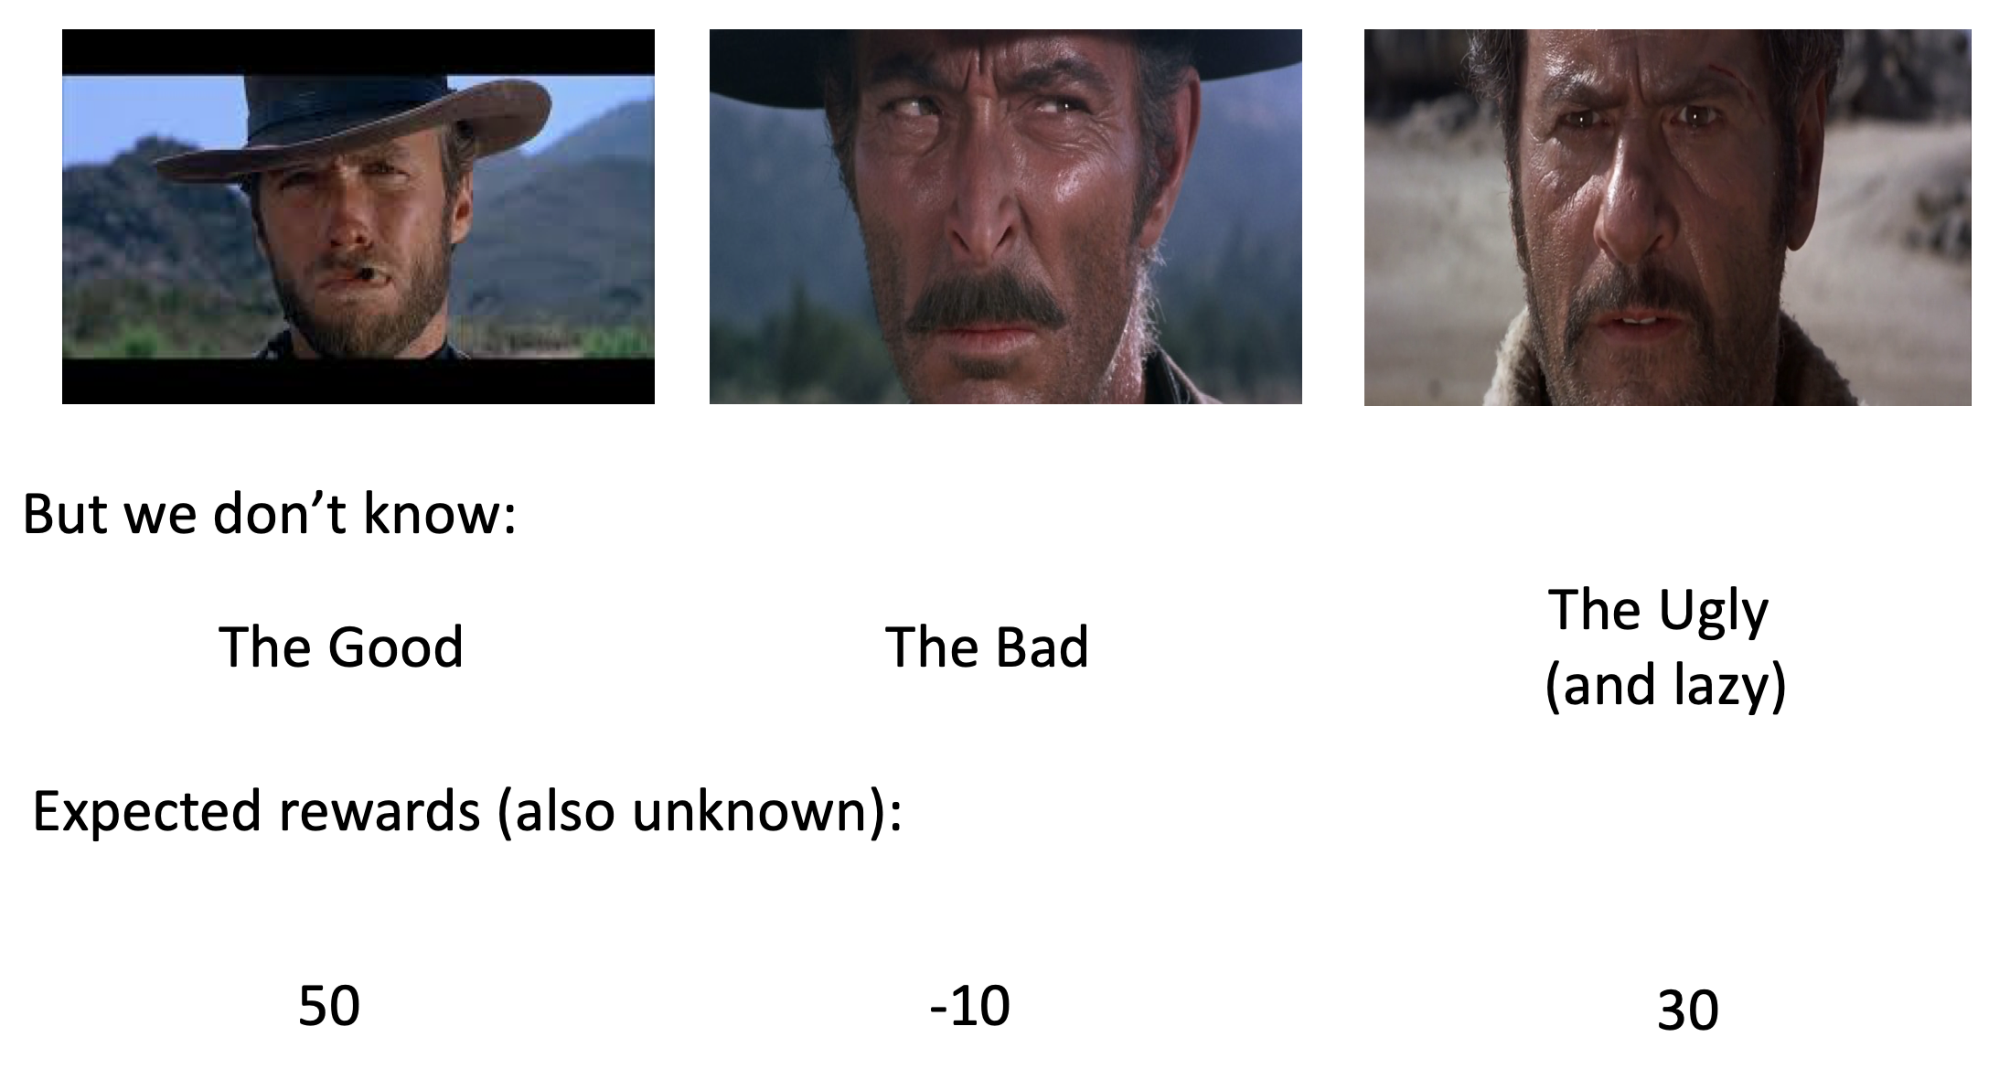 But we don’t know:
The Good
The Bad
The Ugly
(and lazy)
Expected rewards (also unknown):
50
-10
30